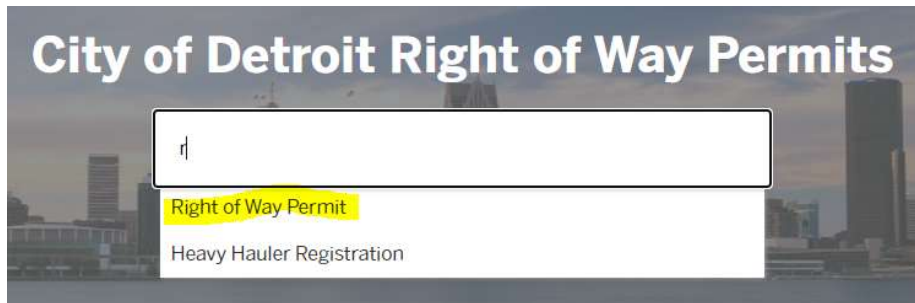 City of Detroit Right of Way Permits
r
Right of Way Permit
Heavy Hauler Registration